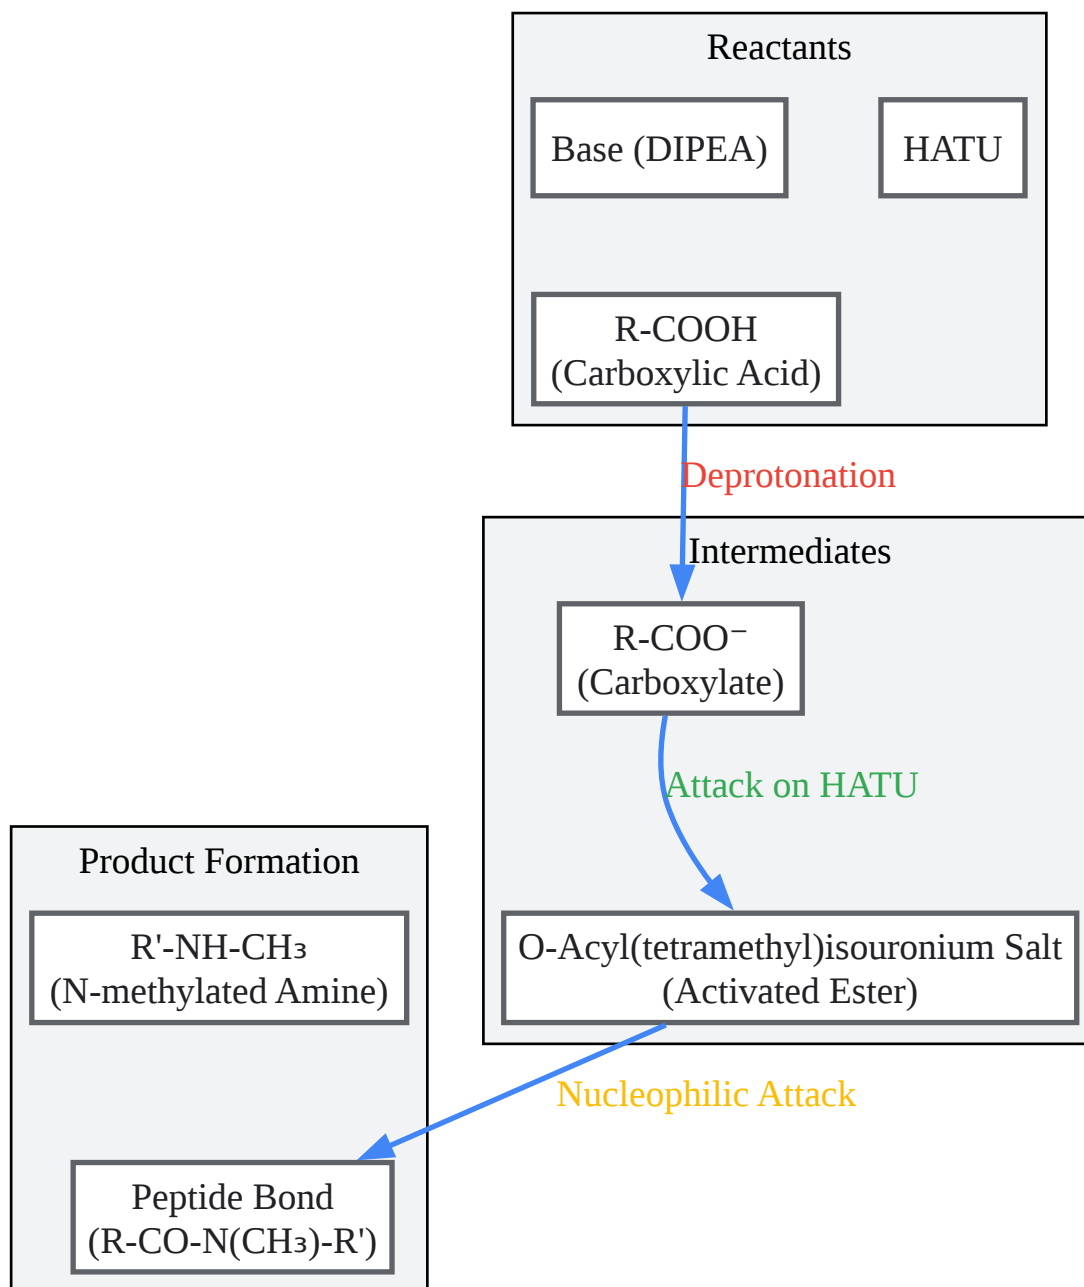 Reactants
Base (DIPEA)
HATU
R-COOH
(Carboxylic Acid)
Deprotonation
Intermediates
R-COO⁻
(Carboxylate)
Attack on HATU
Product Formation
R'-NH-CH₃
(N-methylated Amine)
O-Acyl(tetramethyl)isouronium Salt
(Activated Ester)
Nucleophilic Attack
Peptide Bond
(R-CO-N(CH₃)-R')